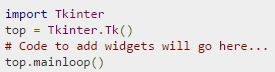 import Tkinter
top = Tkinter.Tk()
# Code to add widgets will go here...
top.mainloop()